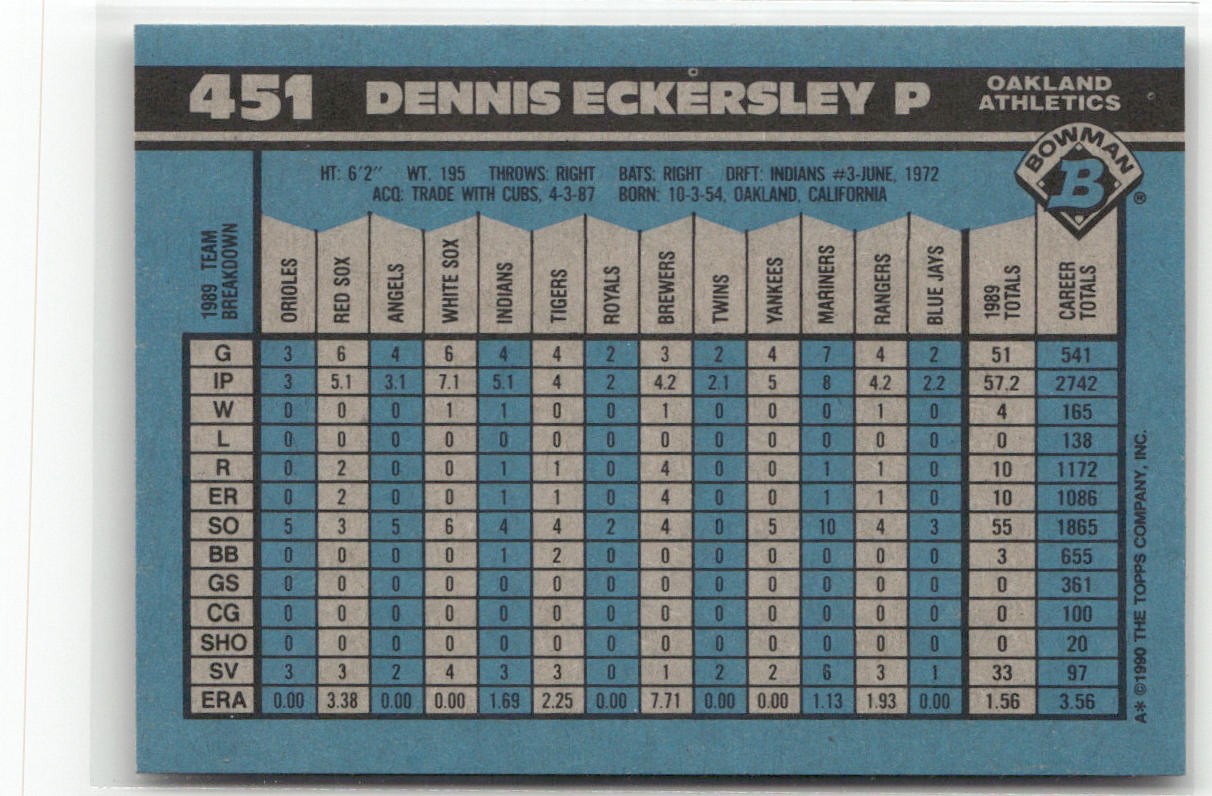 451 DENNIS ECKERSLEY P OAKLAND ATHLETICS
BOWMAN
B
®
HT: 6'2" WT. 195 THROWS: RIGHT BATS: RIGHT DRFT: INDIANS #3-JUNE, 1972
ACQ: TRADE WITH CUBS, 4-3-87 BORN: 10-3-54, OAKLAND, CALIFORNIA
1989 TEAM BREAKDOWN ORIOLES RED SOX ANGELS WHITE SOX INDIANS TIGERS ROYALS BREWERS TWINS YANKEES MARINERS RANGERS BLUE JAYS 1989 TOTALS CAREER TOTALS
G 3 6 4 6 4 4 2 3 2 4 7 4 2 51 541
IP 3 5.1 3.1 7.1 5.1 4 2 4.2 2.1 5 8 4.2 2.2 57.2 2742
W 0 0 0 1 1 0 0 1 0 0 0 1 0 4 165
L 0 0 0 0 0 0 0 0 0 0 0 0 0 0 138
R 0 2 0 0 1 1 0 4 0 0 1 1 0 10 1172
ER 0 2 0 0 1 1 0 4 0 0 1 1 0 10 1086
SO 5 3 5 6 4 4 2 4 0 5 10 4 3 55 1865
BB 0 0 0 0 1 2 0 0 0 0 0 0 0 3 655
GS 0 0 0 0 0 0 0 0 0 0 0 0 0 0 361
CG 0 0 0 0 0 0 0 0 0 0 0 0 0 0 100
SHO 0 0 0 0 0 0 0 0 0 0 0 0 0 0 20
SV 3 3 2 4 3 3 0 1 2 2 6 3 1 33 97
ERA 0.00 3.38 0.00 0.00 1.69 2.25 0.00 7.71 0.00 0.00 1.13 1.93 0.00 1.56 3.56
A* ©1990 THE TOPPS COMPANY, INC.